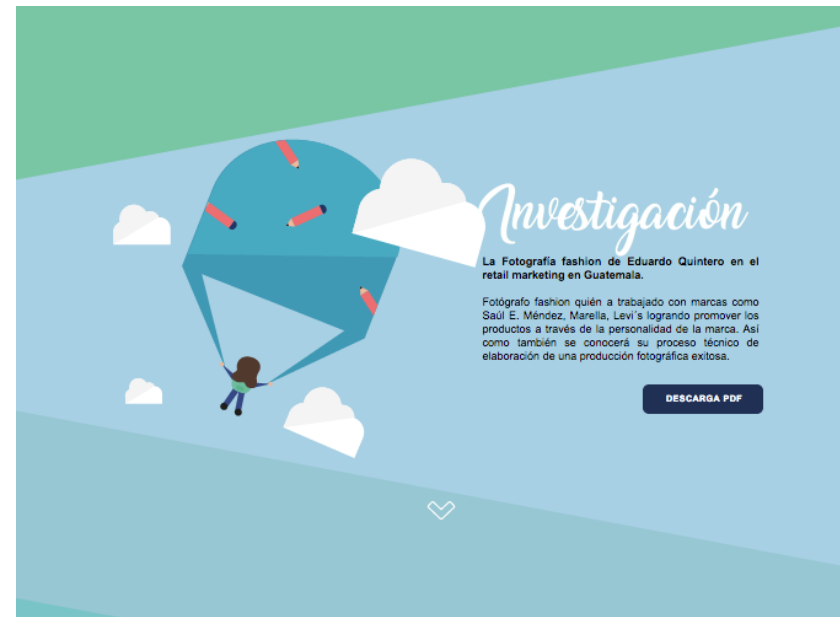 Investigación
La Fotografía fashion de Eduardo Quintero en el
retail marketing en Guatemala.
Fotógrafo fashion quién a trabajado con marcas como
Saúl E. Méndez, Marella, Levi´s logrando promover los
productos a través de la personalidad de la marca. Así
como también se conocerá su proceso técnico de
elaboración de una producción fotográfica exitosa.
DESCARGA PDF